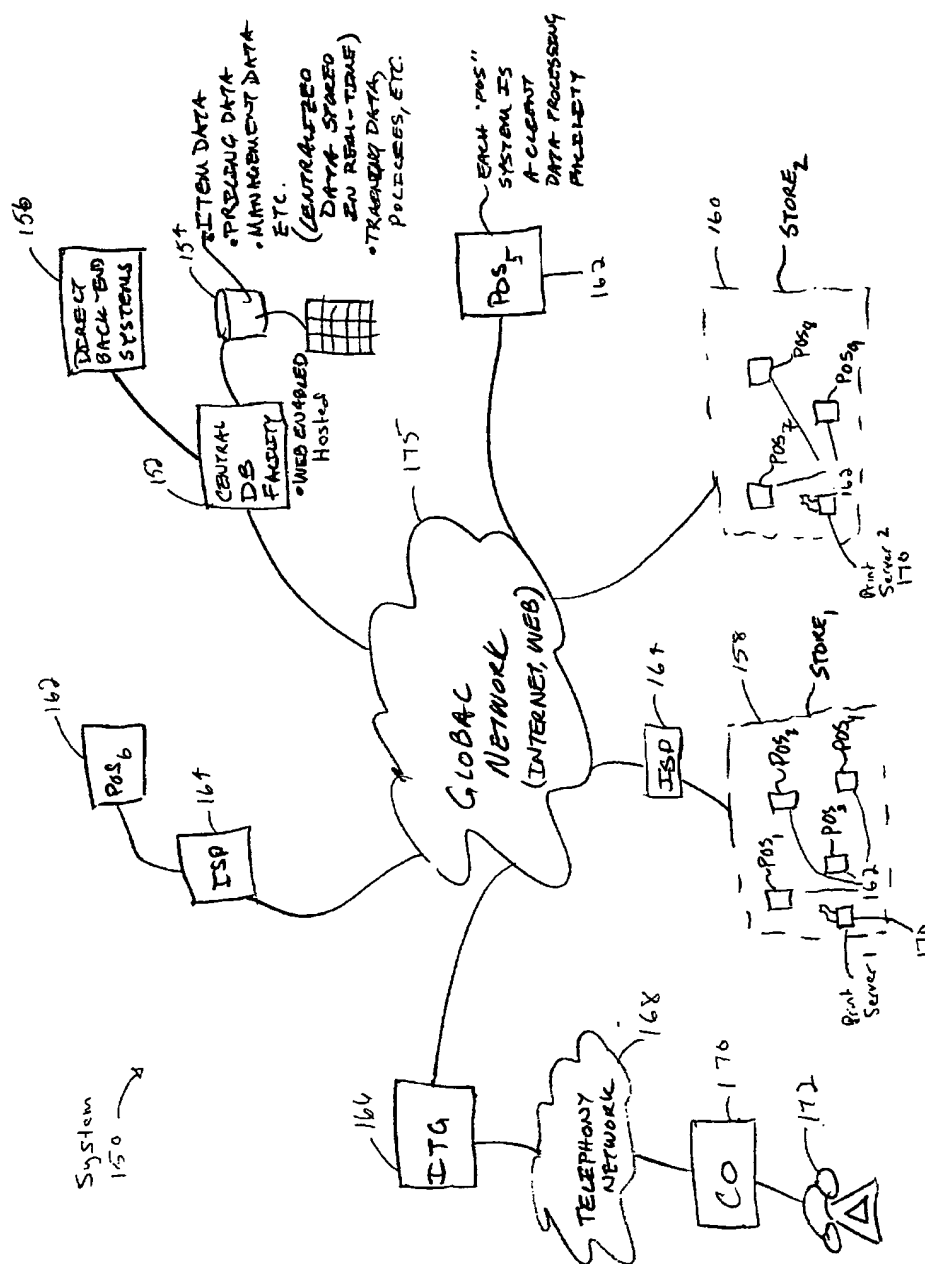 System
150
156
DIRECT
BACK-END
SYSTEMS
154
• ITEM DATA
• PRICING DATA
• MANAGEMENT DATA
ETC.
(CENTRALIZED
DATA STORED
IN REAL-TIME)
• TRAINING DATA,
POLICIES, ETC.
152
CENTRAL
DB
FACILITY
• WEB ENABLED
Hosted
162
POS6
164
ISP
175
GLOBAL
NETWORK
(INTERNET, WEB)
POS5
162
EACH "POS"
SYSTEM IS
A CLIENT
DATA PROCESSING
FACILITY
166
ITG
168
TELEPHONY
NETWORK
170
CO
172
164
ISP
158
STORE1
POS1
POS2
POS3
POS4
162
Print
Server 1
170
160
STORE2
POS7
POS8
POS9
162
Print
Server 2
170